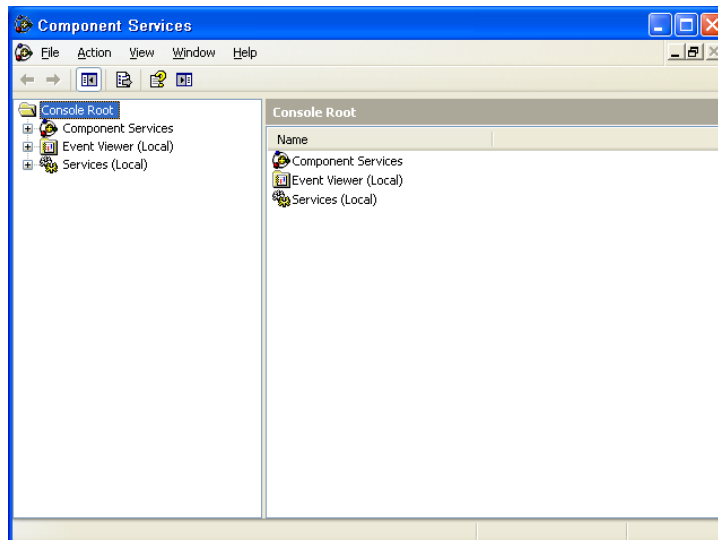 Component Services
File Action View Window Help
Console Root
Component Services
Event Viewer (Local)
Services (Local)
Console Root
Name
Component Services
Event Viewer (Local)
Services (Local)